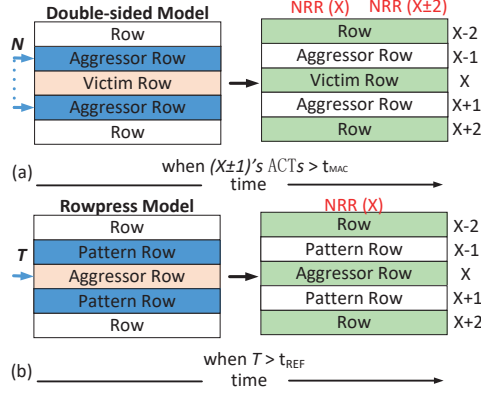 Double-sided Model
NRR (X) NRR (X±2)
N
Row
Aggressor Row
Victim Row
Aggressor Row
Row
Row
Aggressor Row
Victim Row
Aggressor Row
Row
X-2
X-1
X
X+1
X+2
(a)
when (X±1)'s ACTs > tMAC
time
Rowpress Model
NRR (X)
T
Row
Pattern Row
Aggressor Row
Pattern Row
Row
Row
Pattern Row
Aggressor Row
Pattern Row
Row
X-2
X-1
X
X+1
X+2
(b)
when T > tREF
time